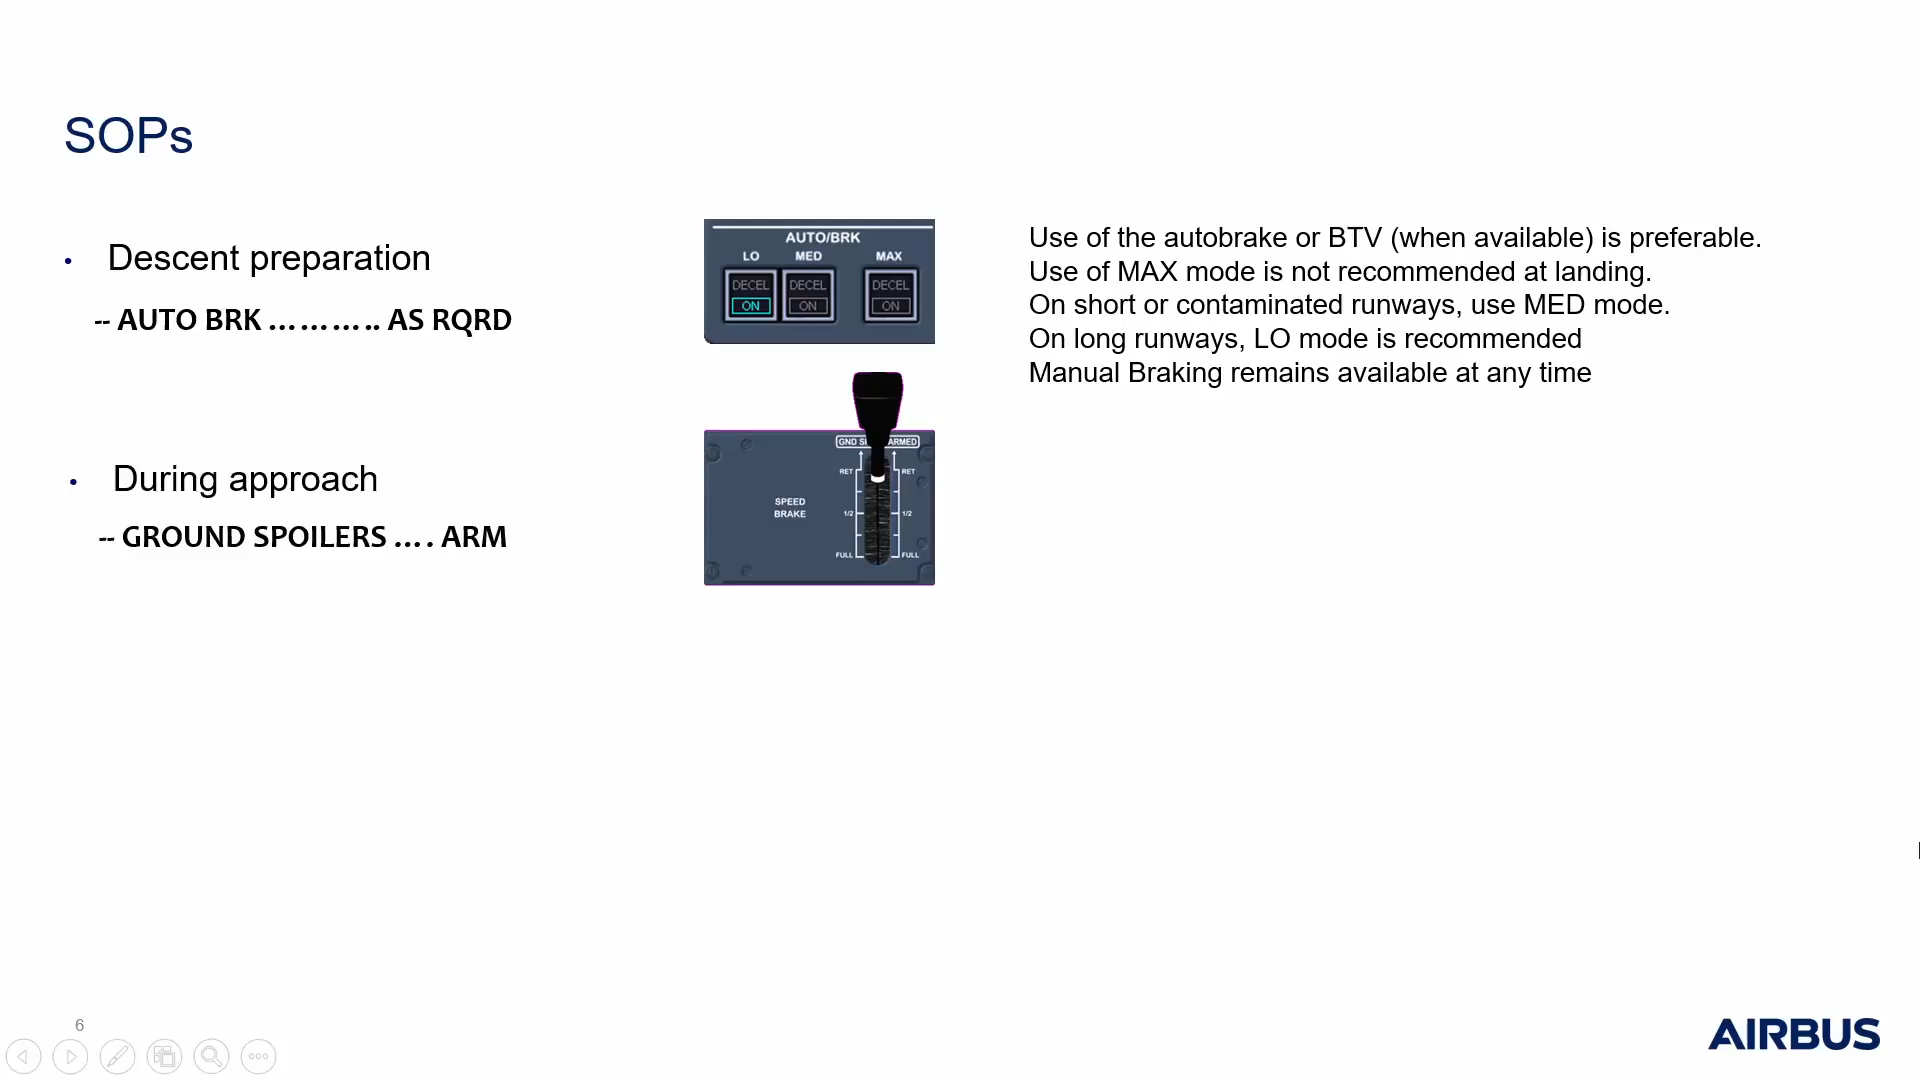 SOPs
• Descent preparation
-- AUTO BRK ……….. AS RQRD
AUTO/BRK
LO MED MAX
DECEL DECEL DECEL
ON ON ON
Use of the autobrake or BTV (when available) is preferable.
Use of MAX mode is not recommended at landing.
On short or contaminated runways, use MED mode.
On long runways, LO mode is recommended
Manual Braking remains available at any time
• During approach
-- GROUND SPOILERS …. ARM
GND ARMED
RET RET
SPEED
BRAKE
1/2 1/2
FULL FULL
6
AIRBUS